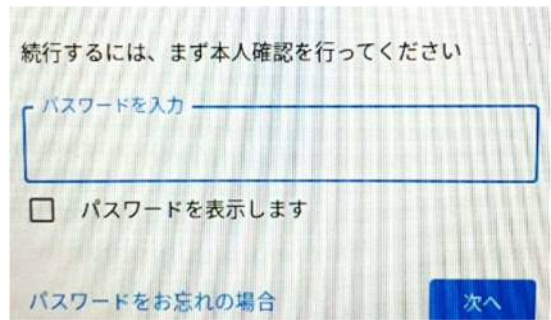 続行するには、まず本人確認を行ってください
パスワードを入力
パスワードを表示します
パスワードをお忘れの場合
次へ